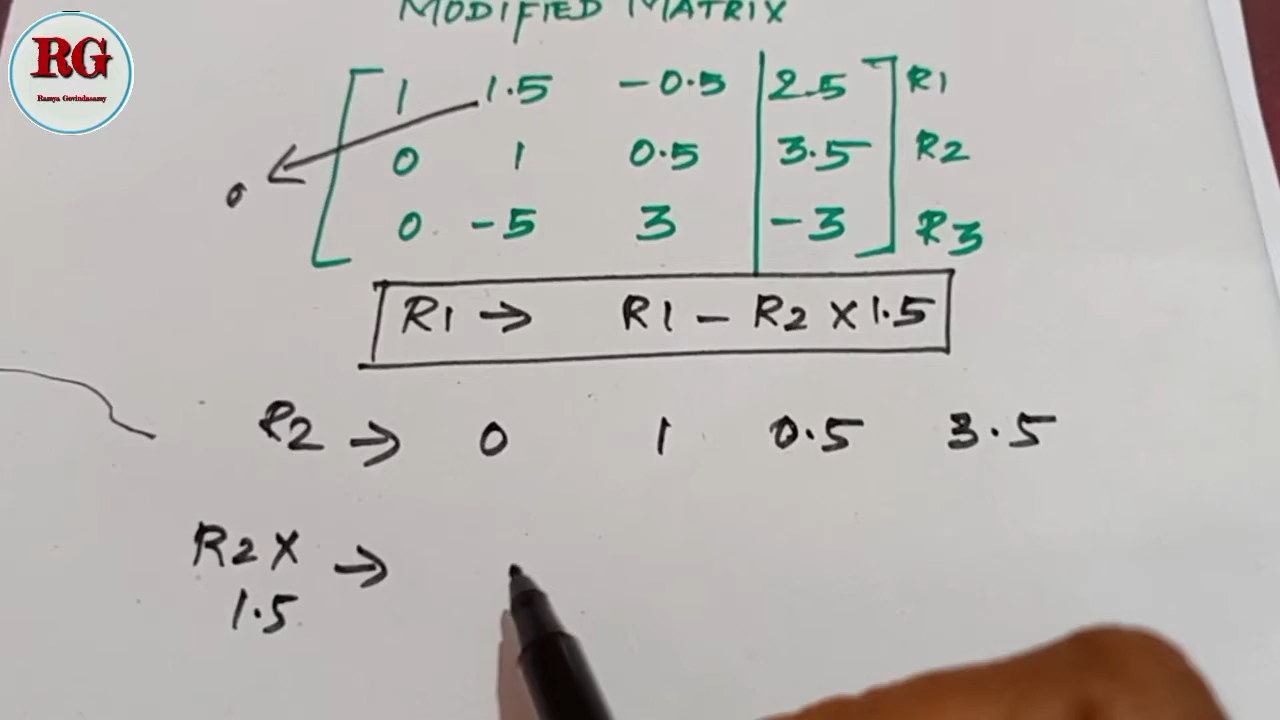 RG
Ramya Govindasamy
MODIFIED MATRIX
1 1.5 -0.5 2.5 R1
0 1 0.5 3.5 R2
0 -5 3 -3 R3
0
R1 → R1 - R2 X 1.5
R2 → 0 1 0.5 3.5
R2 X →
1.5